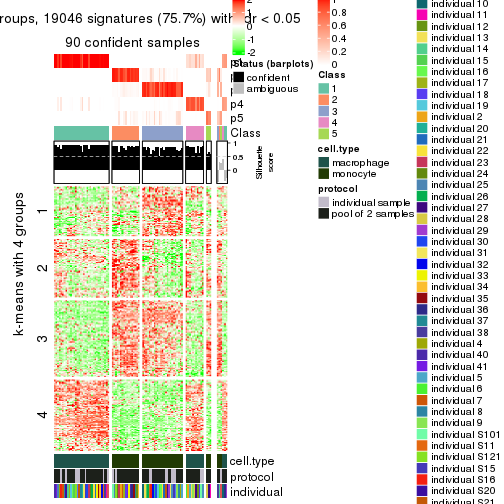 roups, 19046 signatures (75.7%) with fdr < 0.05
90 confident samples
p4
p5
Class
1
0.5
0
Silhouette
score
k-means with 4 groups
1
2
3
4
cell.type
protocol
individual
2
-1
-2
Status (barplots)
confident
ambiguous
0.8
0.6
0.4
0.2
0
Class
1
2
3
4
5
cell.type
macrophage
monocyte
protocol
individual sample
pool of 2 samples
individual 10
individual 11
individual 12
individual 13
individual 14
individual 15
individual 16
individual 17
individual 18
individual 19
individual 2
individual 20
individual 21
individual 22
individual 23
individual 24
individual 25
individual 26
individual 27
individual 28
individual 29
individual 30
individual 31
individual 32
individual 33
individual 34
individual 35
individual 36
individual 37
individual 38
individual 4
individual 40
individual 41
individual 5
individual 6
individual 7
individual 8
individual 9
individual S101
individual S11
individual S121
individual S15
individual S16
individual S20
individual S21